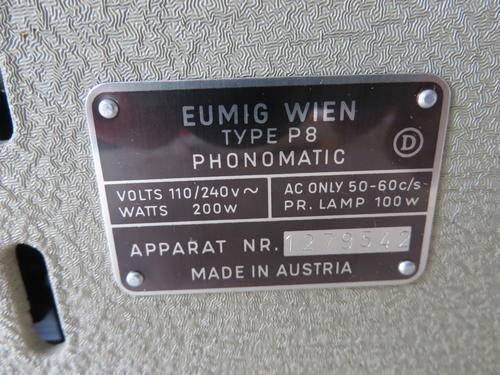 EUMIG WIEN
TYPE P8
PHONOMATIC
D
VOLTS 110/240 V~
WATTS 200W
AC ONLY 50-60c/s
PR. LAMP 100W
APPARAT NR. 1279542
MADE IN AUSTRIA